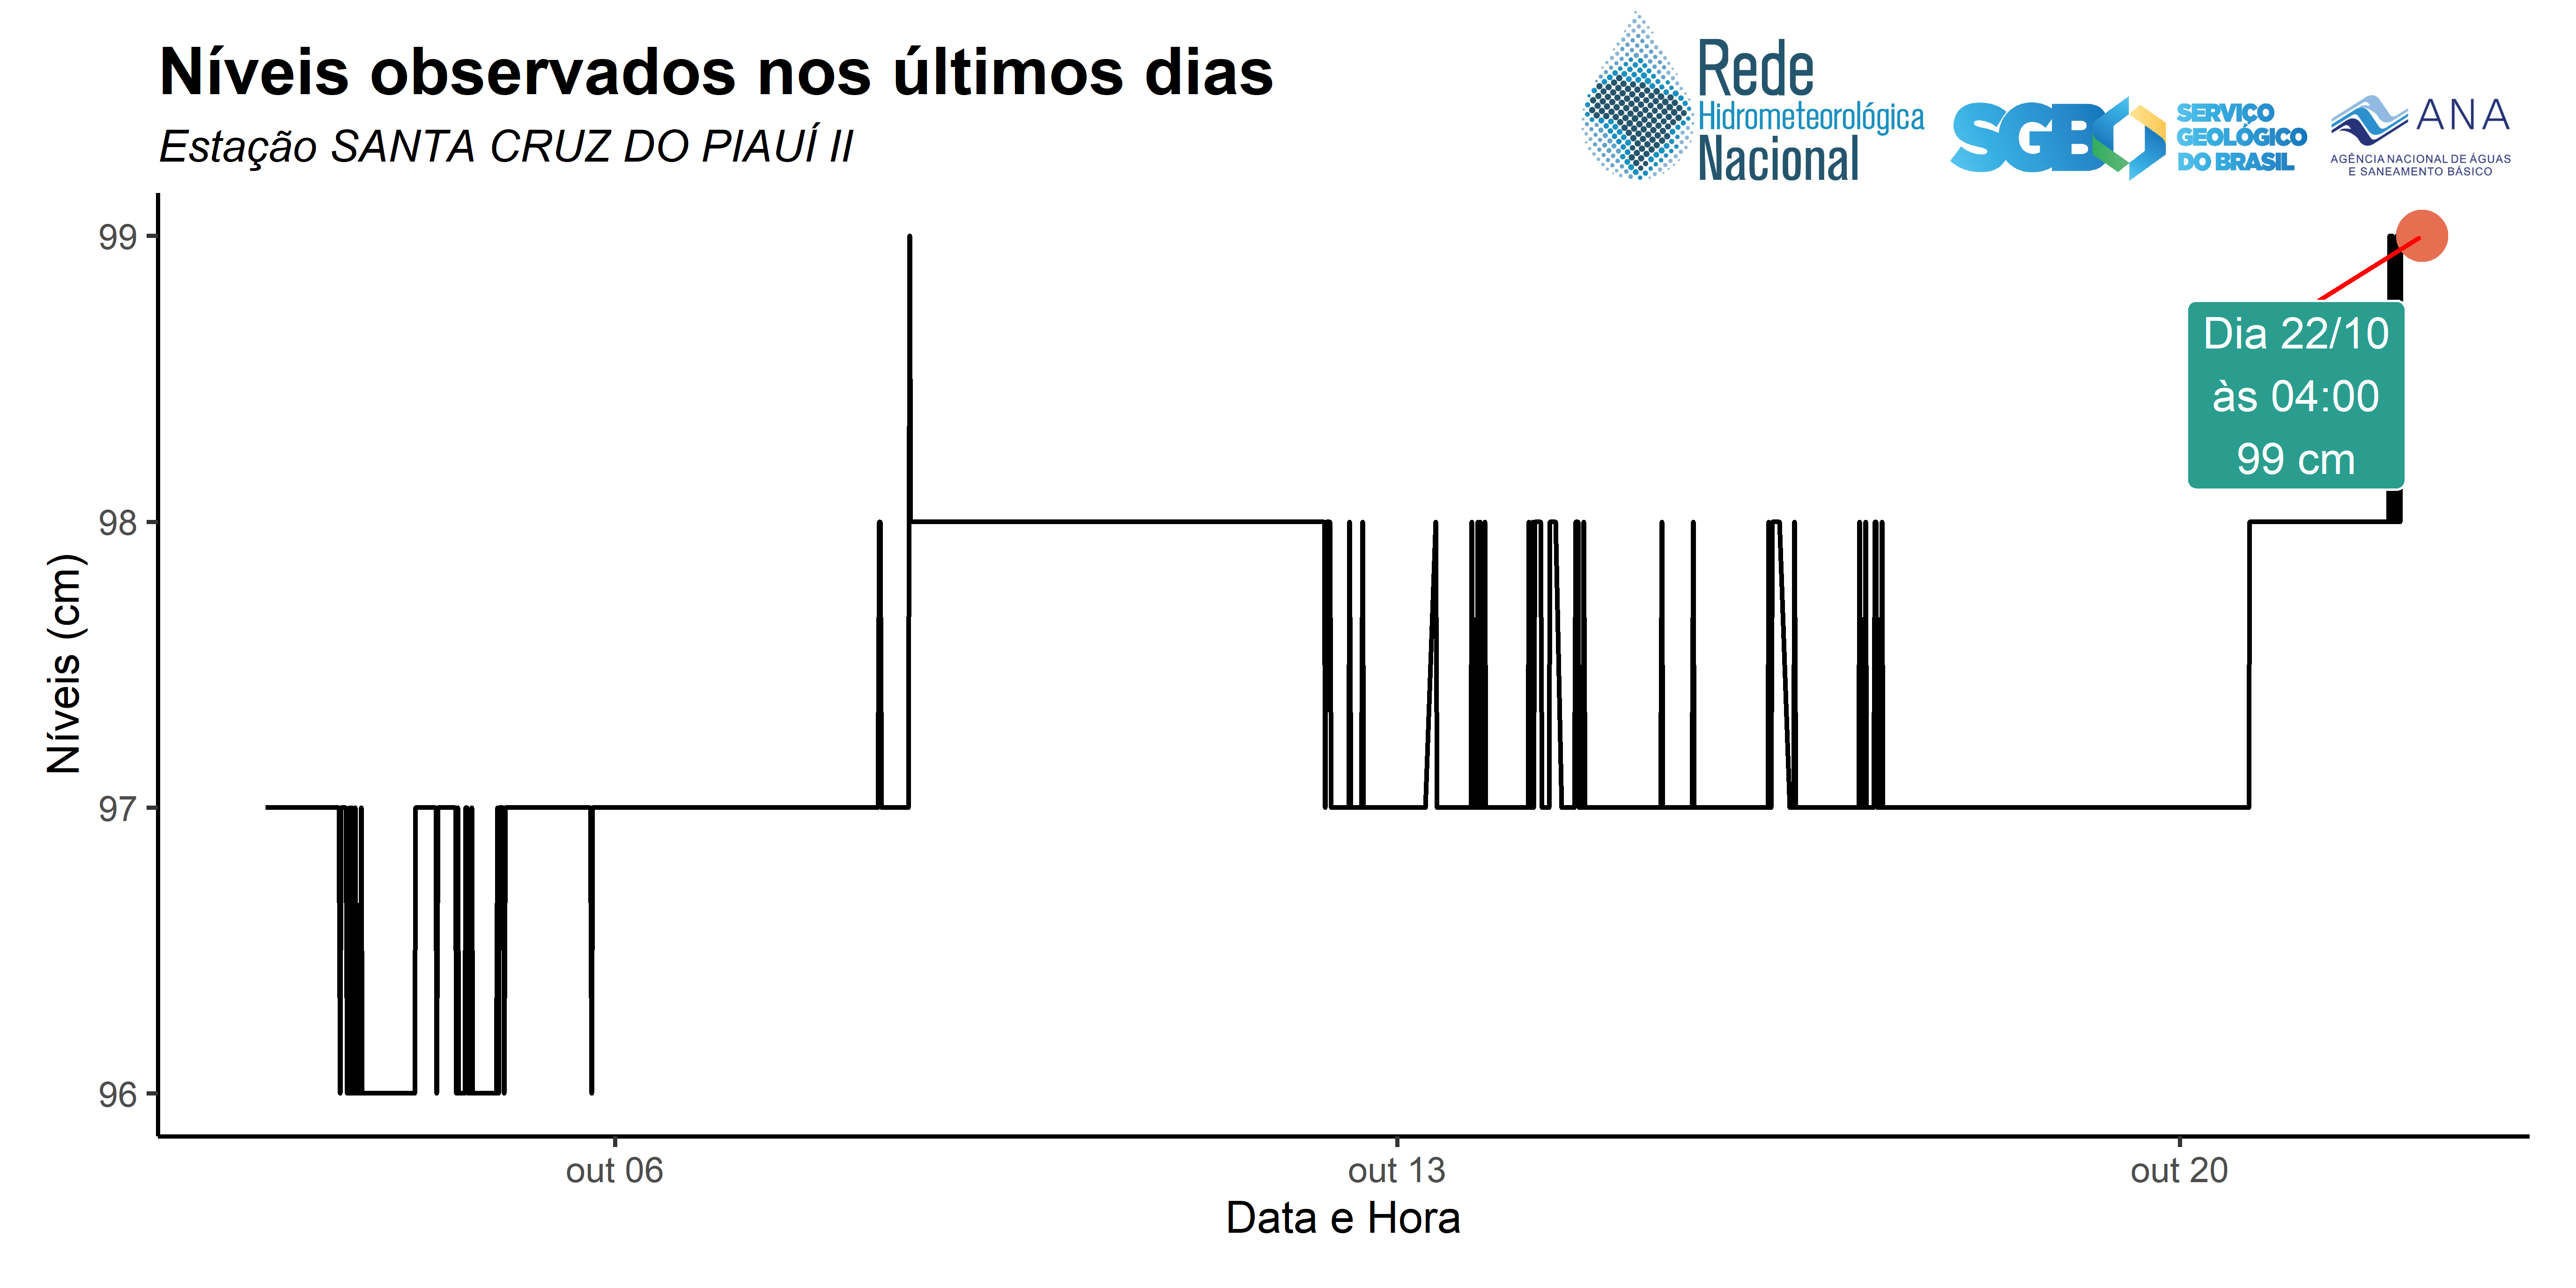 Níveis observados nos últimos dias
Estação SANTA CRUZ DO PIAUÍ II
Rede
Hidrometeorológica
Nacional
SGB
SERVIÇO
GEOLÓGICO
DO BRASIL
ANA
AGÊNCIA NACIONAL DE ÁGUAS
E SANEAMENTO BÁSICO
99
98
97
96
Níveis (cm)
Dia 22/10
às 04:00
99 cm
out 06
out 13
out 20
Data e Hora